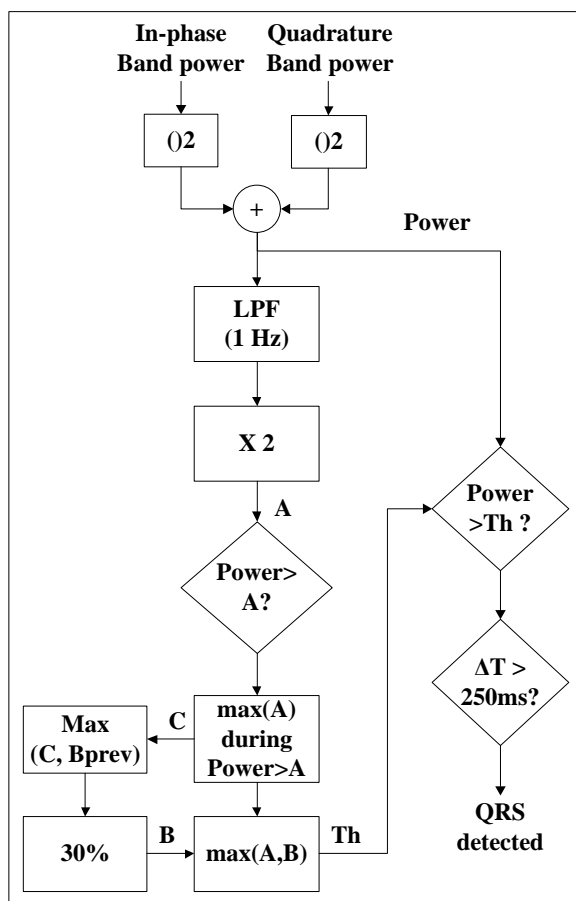 In-phase
Band power
Quadrature
Band power
()2
()2
+
Power
LPF
(1 Hz)
X 2
A
Power>
A?
Power
>Th ?
ΔT >
250ms?
Max
(C, Bprev)
C
max(A)
during
Power>A
30%
B
max(A,B)
Th
QRS
detected